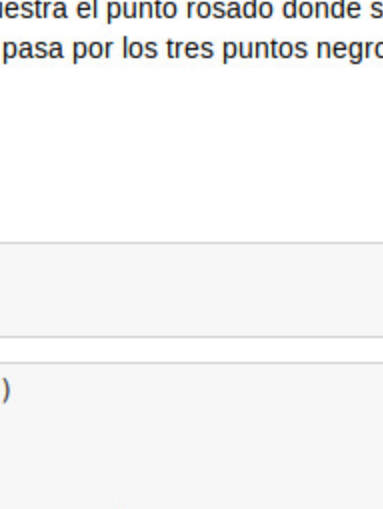 estra el punto rosado donde s
pasa por los tres puntos negro
)